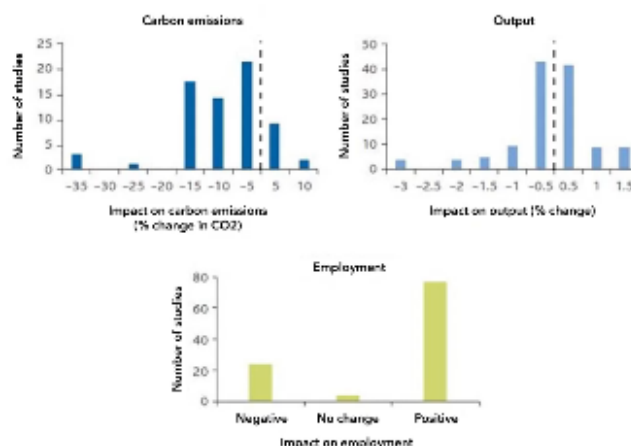 Carbon emissions
Number of studies
25
20
15
10
5
0
-35 -30 -25 -20 -15 -10 -5 5 10
Impact on carbon emissions
(% change in CO2)
Output
Number of studies
50
40
30
20
10
0
-3 -2.5 -2 -1.5 -1 -0.5 0.5 1 1.5
Impact on output (% change)
Employment
Number of studies
80
60
40
20
0
Negative No change Positive
Impact on employment